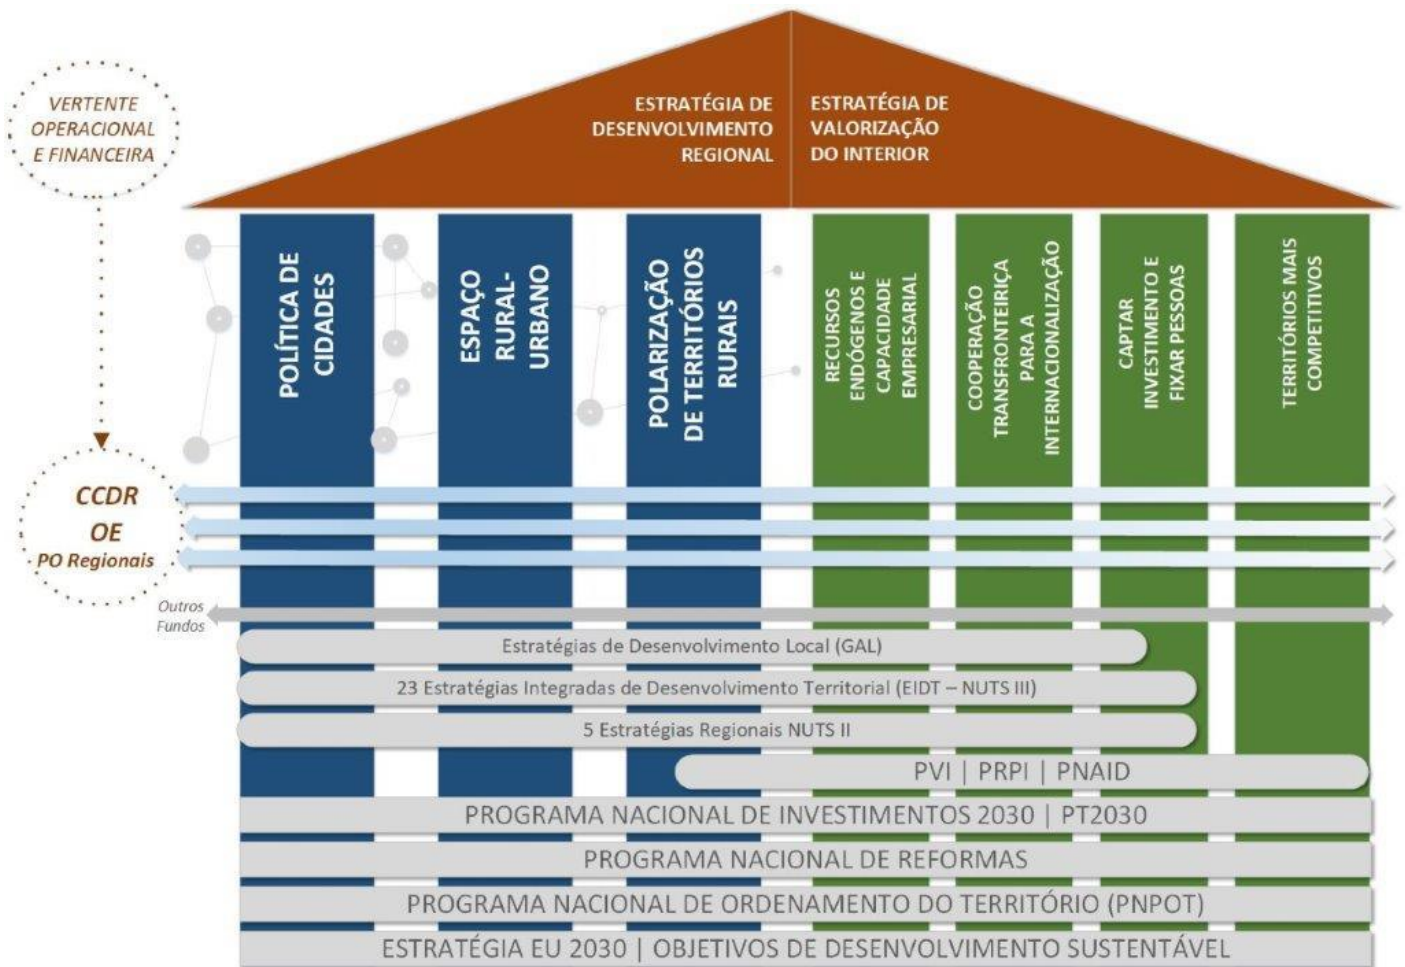 VERTENTE
OPERACIONAL
E FINANCEIRA
ESTRATÉGIA DE
DESENVOLVIMENTO
REGIONAL
ESTRATÉGIA DE
VALORIZAÇÃO
DO INTERIOR
POLÍTICA DE
CIDADES
ESPAÇO
RURAL-
URBANO
POLARIZAÇÃO
DE TERRITÓRIOS
RURAIS
RECURSOS
ENDÓGENOS E
CAPACIDADE
EMPRESARIAL
COOPERAÇÃO
TRANSFRONTEIRIÇA
PARA A
INTERNACIONALIZAÇÃO
CAPTAR
INVESTIMENTO E
FIXAR PESSOAS
TERRITÓRIOS MAIS
COMPETITIVOS
CCDR
OE
PO Regionais
Outros
Fundos
Estratégias de Desenvolvimento Local (GAL)
23 Estratégias Integradas de Desenvolvimento Territorial (EIDT – NUTS III)
5 Estratégias Regionais NUTS II
PVI | PRPI | PNAID
PROGRAMA NACIONAL DE INVESTIMENTOS 2030 | PT2030
PROGRAMA NACIONAL DE REFORMAS
PROGRAMA NACIONAL DE ORDENAMENTO DO TERRITÓRIO (PNPOT)
ESTRATÉGIA EU 2030 | OBJETIVOS DE DESENVOLVIMENTO SUSTENTÁVEL